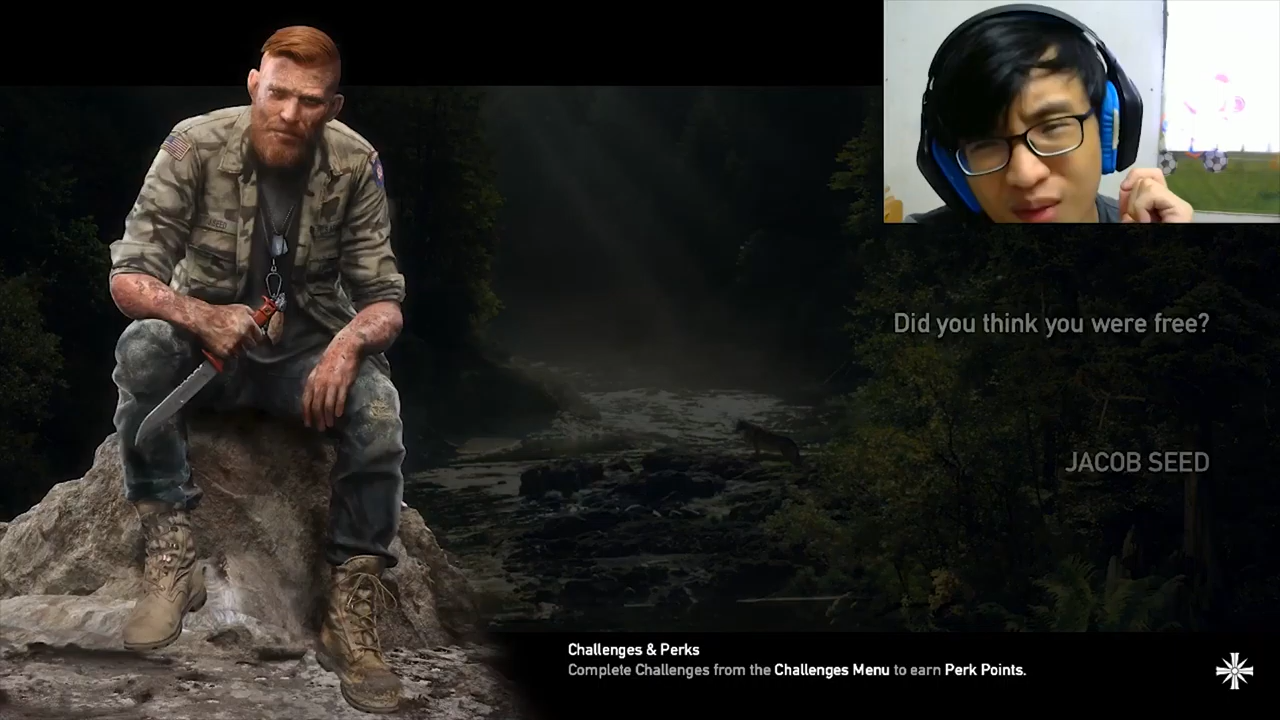 Did you think you were free?
JACOB SEED
Challenges & Perks
Complete Challenges from the Challenges Menu to earn Perk Points.